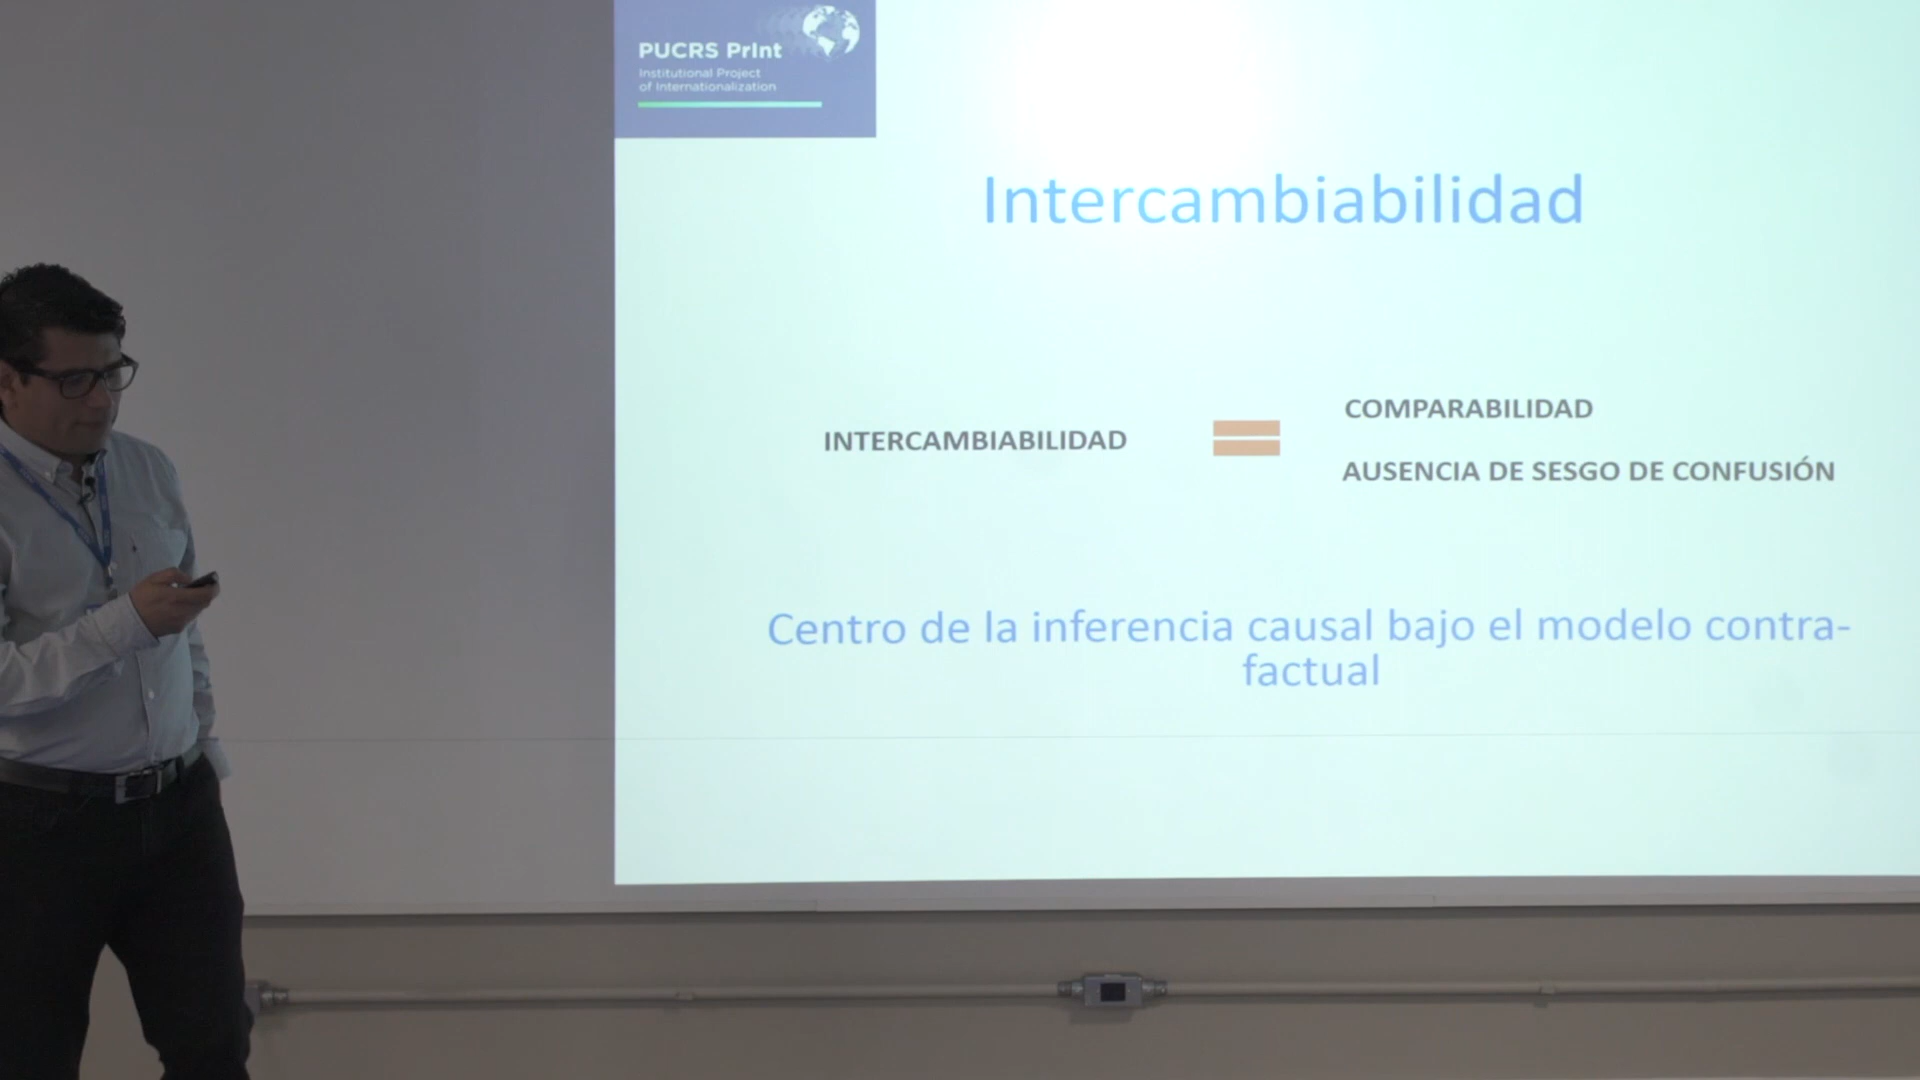 PUCRS PrInt
Institutional Project
of Internationalization
Intercambiabilidad
INTERCAMBIABILIDAD
COMPARABILIDAD
AUSENCIA DE SESGO DE CONFUSIÓN
Centro de la inferencia causal bajo el modelo contra-
factual